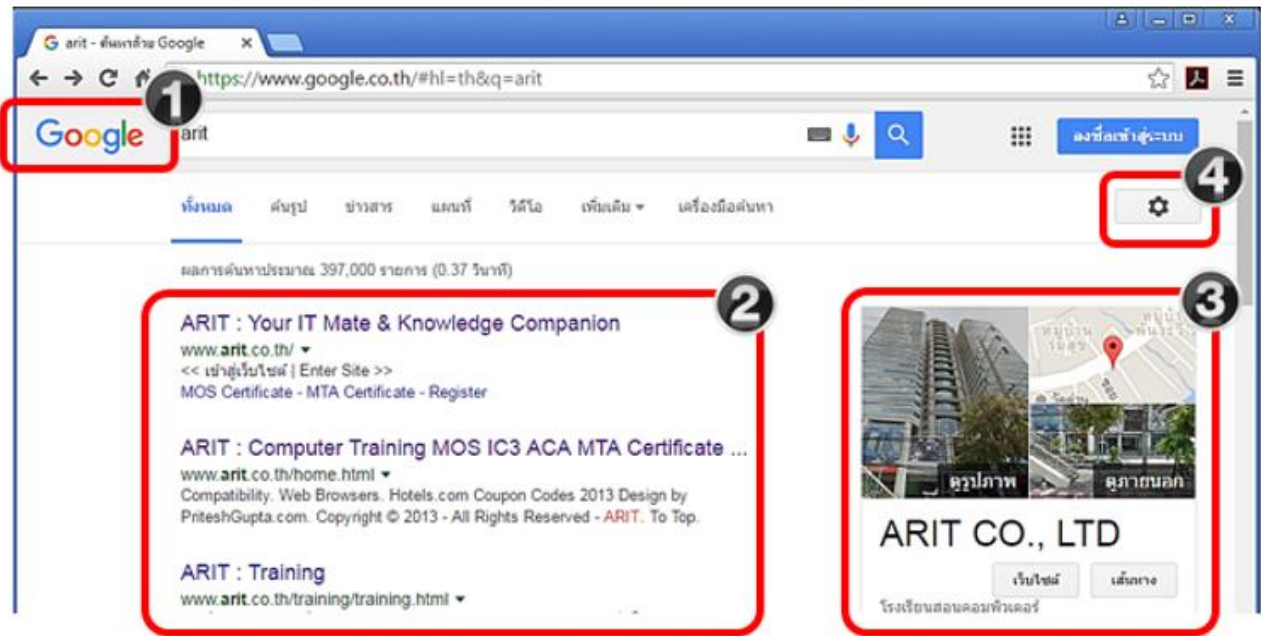 arit - ค้นหาด้วย Google
https://www.google.co.th/#hl=th&q=arit
1
Google
arit
ลงชื่อเข้าสู่ระบบ
4
ทั้งหมด ค้นรูป ข่าวสาร แผนที่ วิดีโอ เพิ่มเติม เครื่องมือค้นหา
ผลการค้นหาประมาณ 397,000 รายการ (0.37 วินาที)
2
ARIT : Your IT Mate & Knowledge Companion
www.arit.co.th/
<< เข้าสู่เว็บไซต์ | Enter Site >>
MOS Certificate - MTA Certificate - Register
ARIT : Computer Training MOS IC3 ACA MTA Certificate ...
www.arit.co.th/home.html
Compatibility. Web Browsers. Hotels.com Coupon Codes 2013 Design by
PriteshGupta.com. Copyright © 2013 - All Rights Reserved - ARIT. To Top.
ARIT : Training
www.arit.co.th/training/training.html
3
หมู่บ้าน
ซอย
ดูรูปภาพ
ดูภายนอก
ARIT CO., LTD
เว็บไซต์ เส้นทาง
โรงเรียนสอนคอมพิวเตอร์